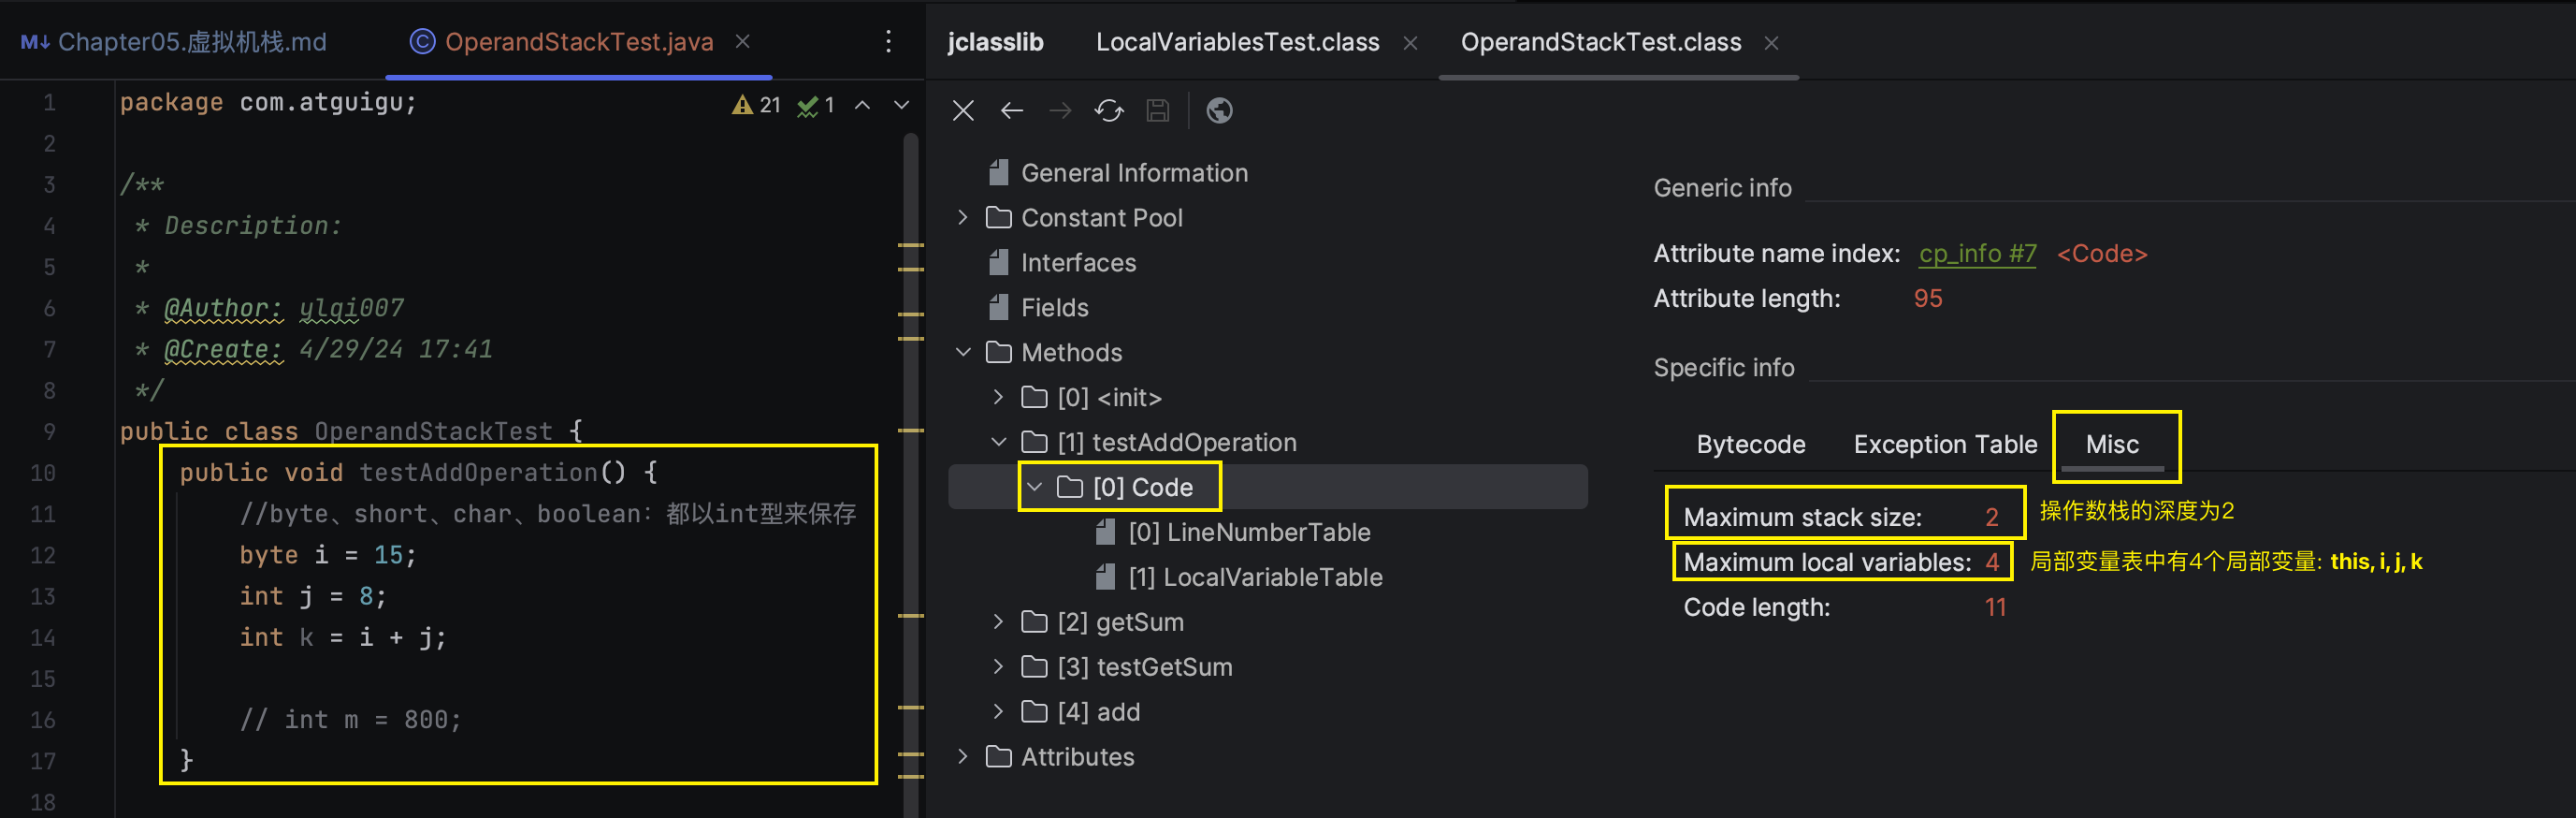 M↓ Chapter05.虚拟机栈.md
OperandStackTest.java
1 package com.atguigu;
21 1
2
3 /**
4 * Description:
5 *
6 * @Author: ylqi007
7 * @Create: 4/29/24 17:41
8 */
9 public class OperandStackTest {
10 public void testAddOperation() {
11 //byte、short、char、boolean：都以int型来保存
12 byte i = 15;
13 int j = 8;
14 int k = i + j;
15
16 // int m = 800;
17 }
18
jclasslib LocalVariablesTest.class OperandStackTest.class
General Information
Constant Pool
Interfaces
Fields
Methods
[0] <init>
[1] testAddOperation
[0] Code
[0] LineNumberTable
[1] LocalVariableTable
[2] getSum
[3] testGetSum
[4] add
Attributes
Generic info
Attribute name index: cp_info #7 <Code>
Attribute length: 95
Specific info
Bytecode Exception Table Misc
Maximum stack size: 2 操作数栈的深度为2
Maximum local variables: 4 局部变量表中有4个局部变量: this, i, j, k
Code length: 11